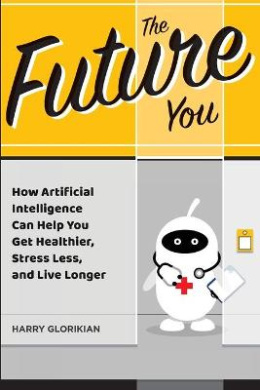 The
Future
You
How Artificial
Intelligence
Can Help You
Get Healthier,
Stress Less,
and Live Longer
HARRY GLORIKIAN